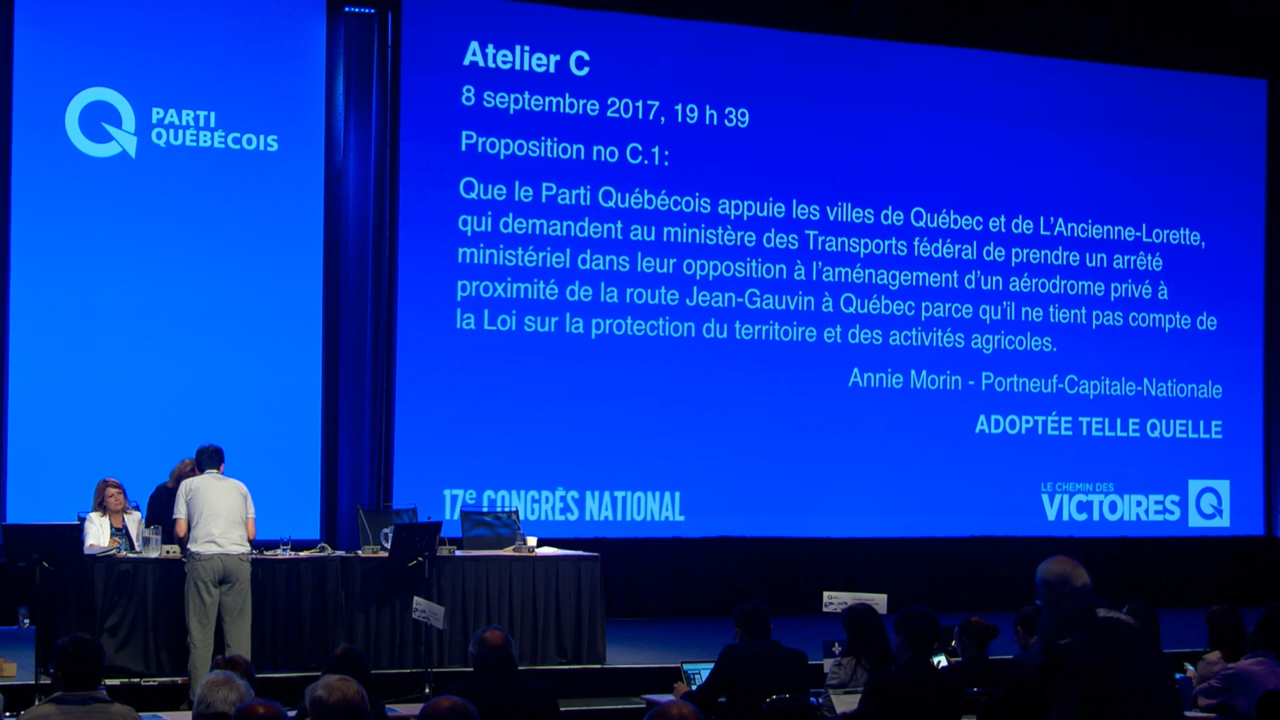 PARTI
QUÉBÉCOIS
Atelier C
8 septembre 2017, 19 h 39
Proposition no C.1:
Que le Parti Québécois appuie les villes de Québec et de L'Ancienne-Lorette,
qui demandent au ministère des Transports fédéral de prendre un arrêté
ministériel dans leur opposition à l'aménagement d'un aérodrome privé à
proximité de la route Jean-Gauvin à Québec parce qu'il ne tient pas compte de
la Loi sur la protection du territoire et des activités agricoles.
Annie Morin - Portneuf-Capitale-Nationale
ADOPTÉE TELLE QUELLE
17e CONGRÈS NATIONAL
LE CHEMIN DES
VICTOIRES